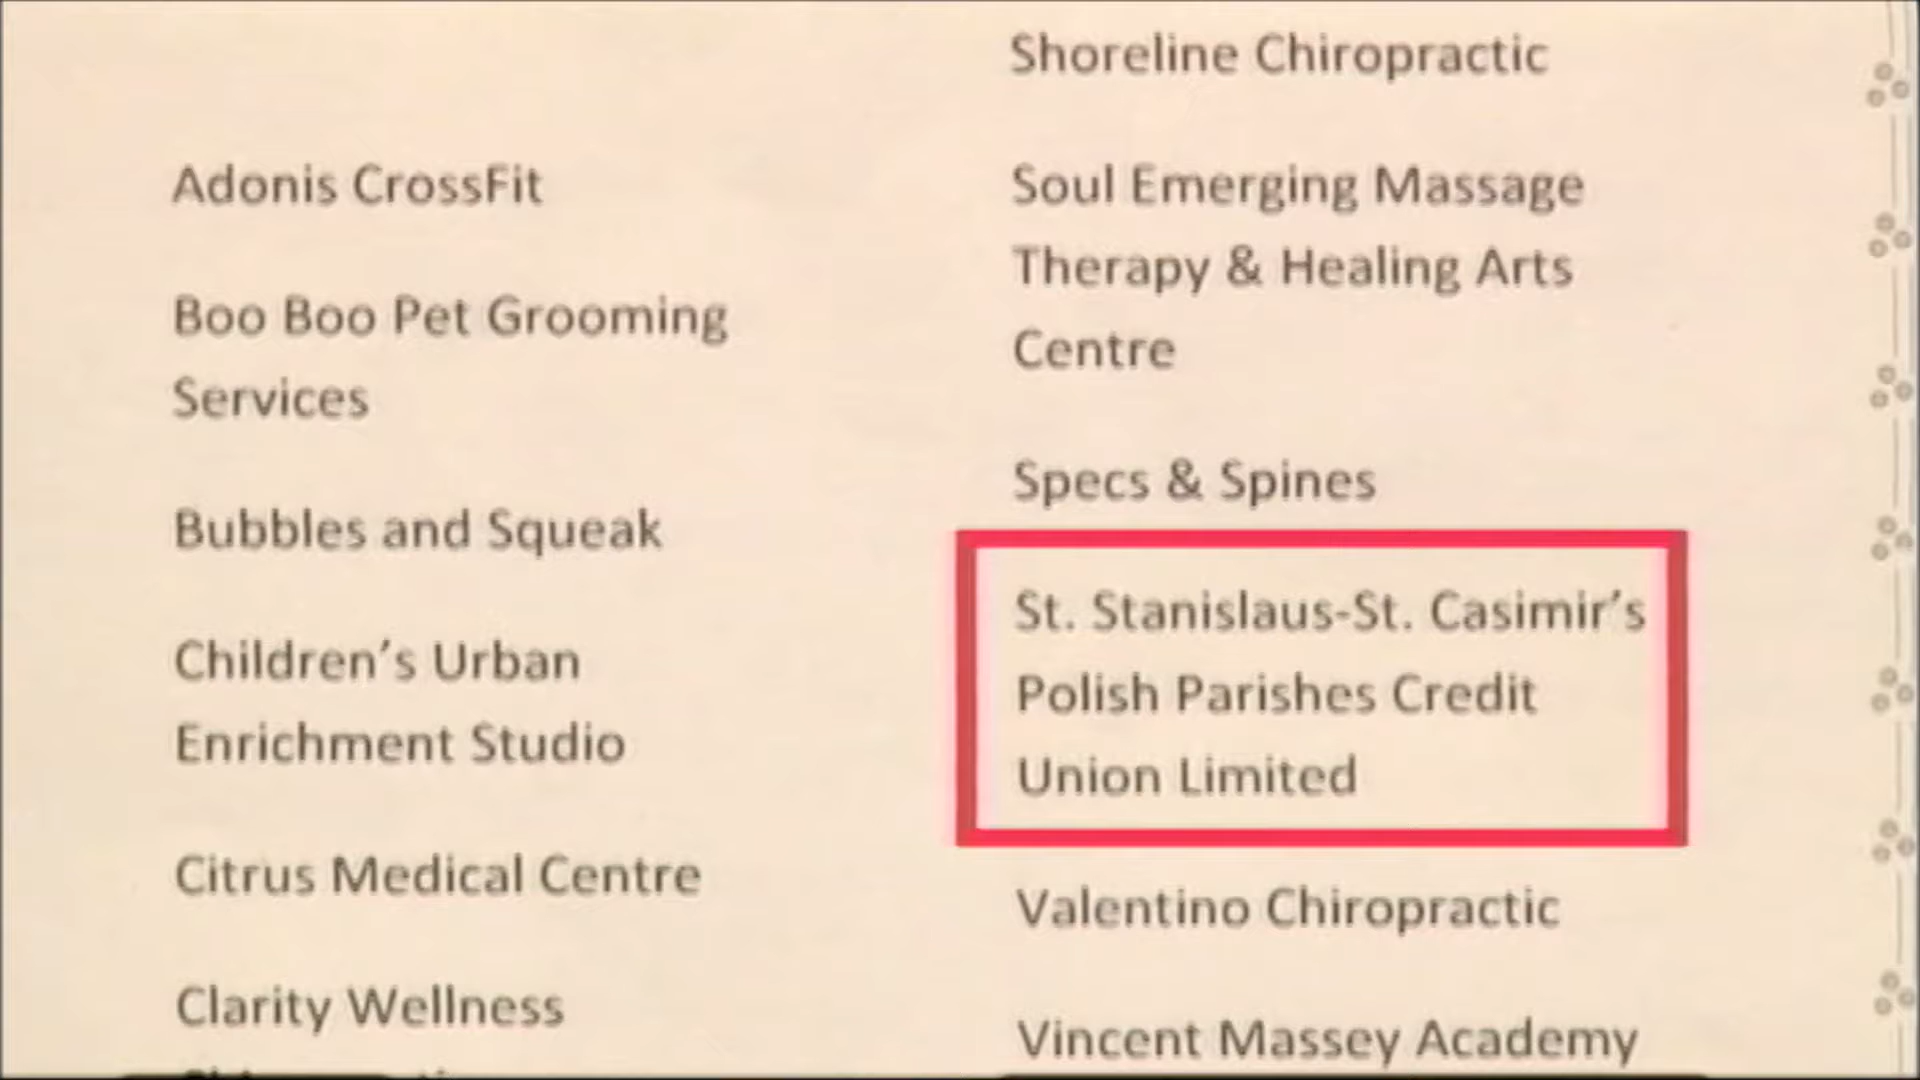 Adonis CrossFit
Boo Boo Pet Grooming
Services
Bubbles and Squeak
Children's Urban
Enrichment Studio
Citrus Medical Centre
Clarity Wellness
Shoreline Chiropractic
Soul Emerging Massage
Therapy & Healing Arts
Centre
Specs & Spines
St. Stanislaus-St. Casimir's
Polish Parishes Credit
Union Limited
Valentino Chiropractic
Vincent Massey Academy